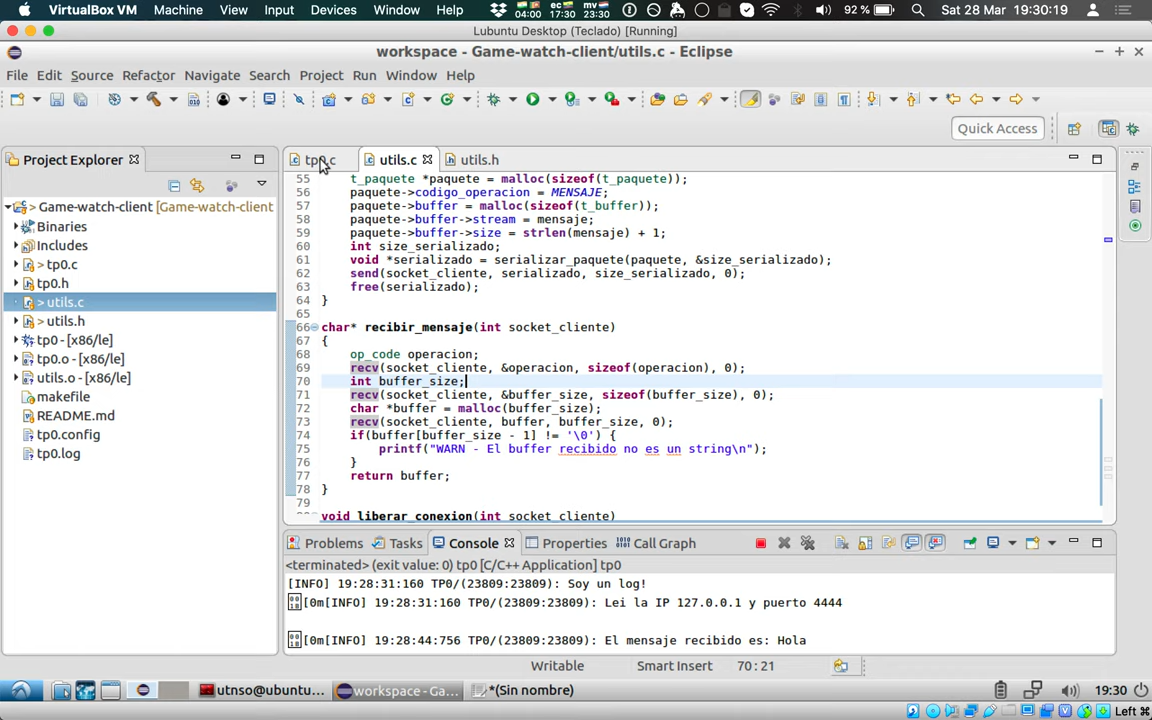 VirtualBox VM Machine View Input Devices Window Help 04:00 ec 17:30 mv 23:30 92 % Sat 28 Mar 19:30:19
Lubuntu Desktop (Teclado) [Running]
workspace - Game-watch-client/utils.c - Eclipse
File Edit Source Refactor Navigate Search Project Run Window Help
Quick Access
Project Explorer
tp0.c utils.c utils.h
Game-watch-client [Game-watch-client
Binaries
Includes
> tp0.c
tp0.h
> utils.c
> utils.h
tp0 - [x86/le]
tp0.o - [x86/le]
utils.o - [x86/le]
makefile
README.md
tp0.config
tp0.log
55 t_paquete *paquete = malloc(sizeof(t_paquete));
56 paquete->codigo_operacion = MENSAJE;
57 paquete->buffer = malloc(sizeof(t_buffer));
58 paquete->buffer->stream = mensaje;
59 paquete->buffer->size = strlen(mensaje) + 1;
60 int size_serializado;
61 void *serializado = serializar_paquete(paquete, &size_serializado);
62 send(socket_cliente, serializado, size_serializado, 0);
63 free(serializado);
64 }
65
66 char* recibir_mensaje(int socket_cliente)
67 {
68 op_code operacion;
69 recv(socket_cliente, &operacion, sizeof(operacion), 0);
70 int buffer_size;
71 recv(socket_cliente, &buffer_size, sizeof(buffer_size), 0);
72 char *buffer = malloc(buffer_size);
73 recv(socket_cliente, buffer, buffer_size, 0);
74 if(buffer[buffer_size - 1] != '\0') {
75 printf("WARN - El buffer recibido no es un string\n");
76 }
77 return buffer;
78 }
79
80 void liberar_conexion(int socket_cliente)
Problems Tasks Console Properties Call Graph
<terminated> (exit value: 0) tp0 [C/C++ Application] tp0
[INFO] 19:28:31:160 TP0/(23809:23809): Soy un log!
[0m[INFO] 19:28:31:160 TP0/(23809:23809): Lei la IP 127.0.0.1 y puerto 4444
[0m[INFO] 19:28:44:756 TP0/(23809:23809): El mensaje recibido es: Hola
Writable Smart Insert 70:21
utnso@ubuntu... workspace - Ga... *(Sin nombre) 19:30
Left ⌘